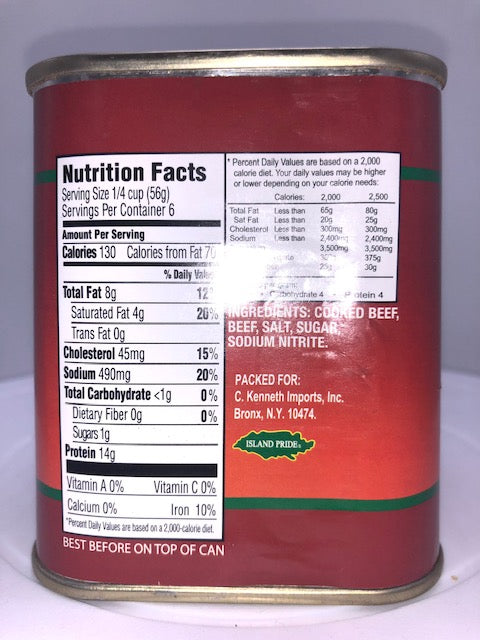 Nutrition Facts
Serving Size 1/4 cup (56g)
Servings Per Container 6
Amount Per Serving
Calories 130 Calories from Fat 70
% Daily Value
Total Fat 8g 12
Saturated Fat 4g 20%
Trans Fat 0g
Cholesterol 45mg 15%
Sodium 490mg 20%
Total Carbohydrate <1g 0%
Dietary Fiber 0g 0%
Sugars 1g
Protein 14g
Vitamin A 0% Vitamin C 0%
Calcium 0% Iron 10%
*Percent Daily Values are based on a 2,000-calorie diet.
BEST BEFORE ON TOP OF CAN
* Percent Daily Values are based on a 2,000
calorie diet. Your daily values may be higher
or lower depending on your calorie needs:
Calories: 2,000 2,500
Total Fat Less than 65g 80g
Sat Fat Less than 20g 25g
Cholesterol Less than 300mg 300mg
Sodium Less than 2,400mg 2,400mg
3,500mg 3,500mg
375g
25g 30g
Carbohydrate 4 Protein 4
INGREDIENTS: COOKED BEEF,
BEEF, SALT, SUGAR,
SODIUM NITRITE.
PACKED FOR:
C. Kenneth Imports, Inc.
Bronx, N.Y. 10474.
ISLAND PRIDE